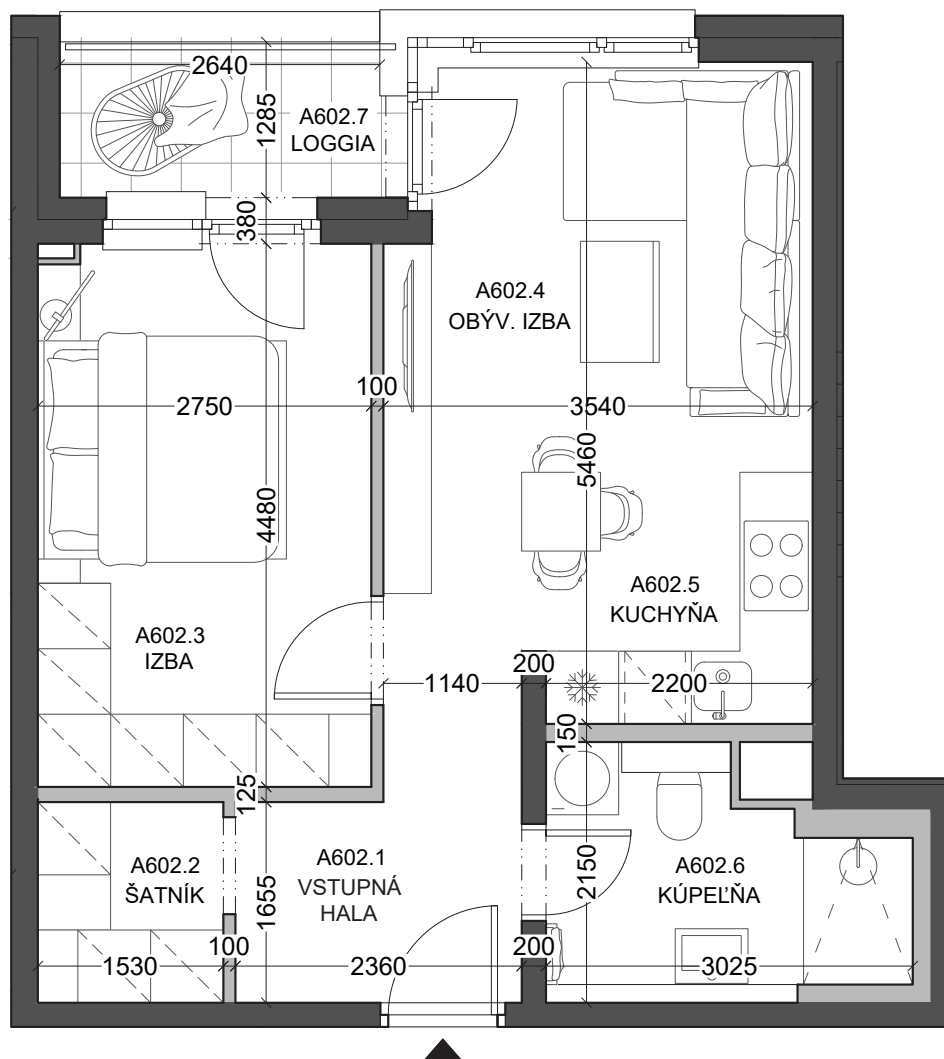 2640
1285
A602.7
LOGGIA
380
A602.4
OBÝV. IZBA
100
2750
3540
5460
4480
A602.5
KUCHYŇA
A602.3
IZBA
200
1140
2200
150
125
A602.2
ŠATNÍK
A602.1
VSTUPNÁ
HALA
A602.6
KÚPEĽŇA
2150
1655
100
200
1530
2360
3025